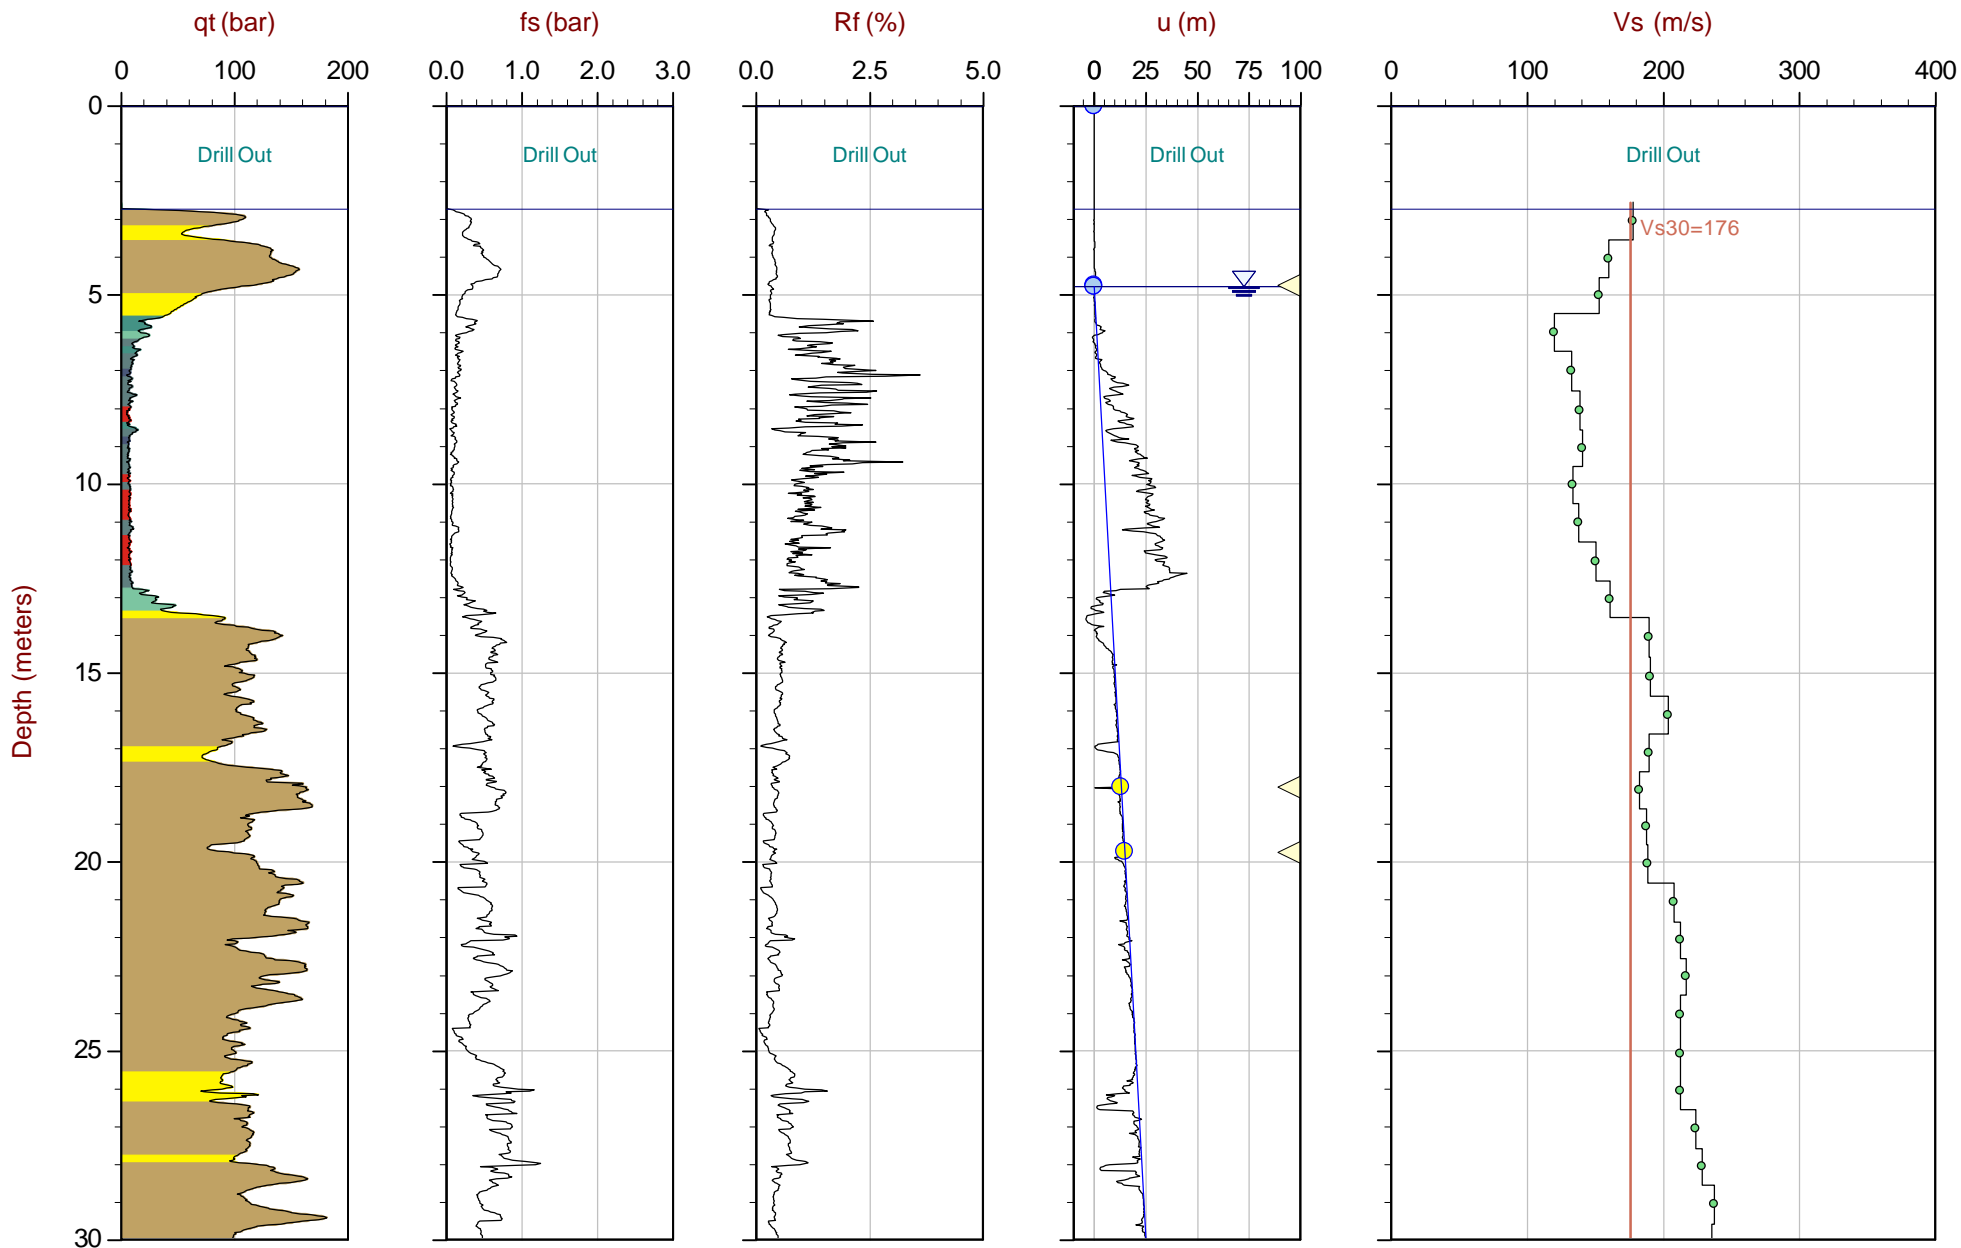 qt (bar) fs (bar) Rf (%) u (m) Vs (m/s)
0 100 200 0.0 1.0 2.0 3.0 0.0 2.5 5.0 0 25 50 75 100 0 100 200 300 400
0
Drill Out Drill Out Drill Out Drill Out Drill Out
Vs30=176
5
10
Depth (meters)
15
20
25
30